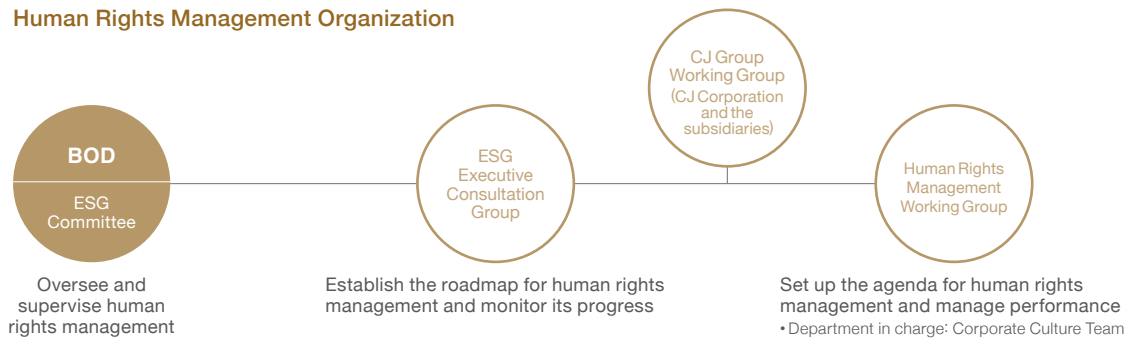 Human Rights Management Organization
BOD
ESG
Committee
Oversee and
supervise human
rights management
ESG
Executive
Consultation
Group
Establish the roadmap for human rights
management and monitor its progress
CJ Group
Working Group
(CJ Corporation
and the
subsidiaries)
Human Rights
Management
Working Group
Set up the agenda for human rights
management and manage performance
• Department in charge: Corporate Culture Team